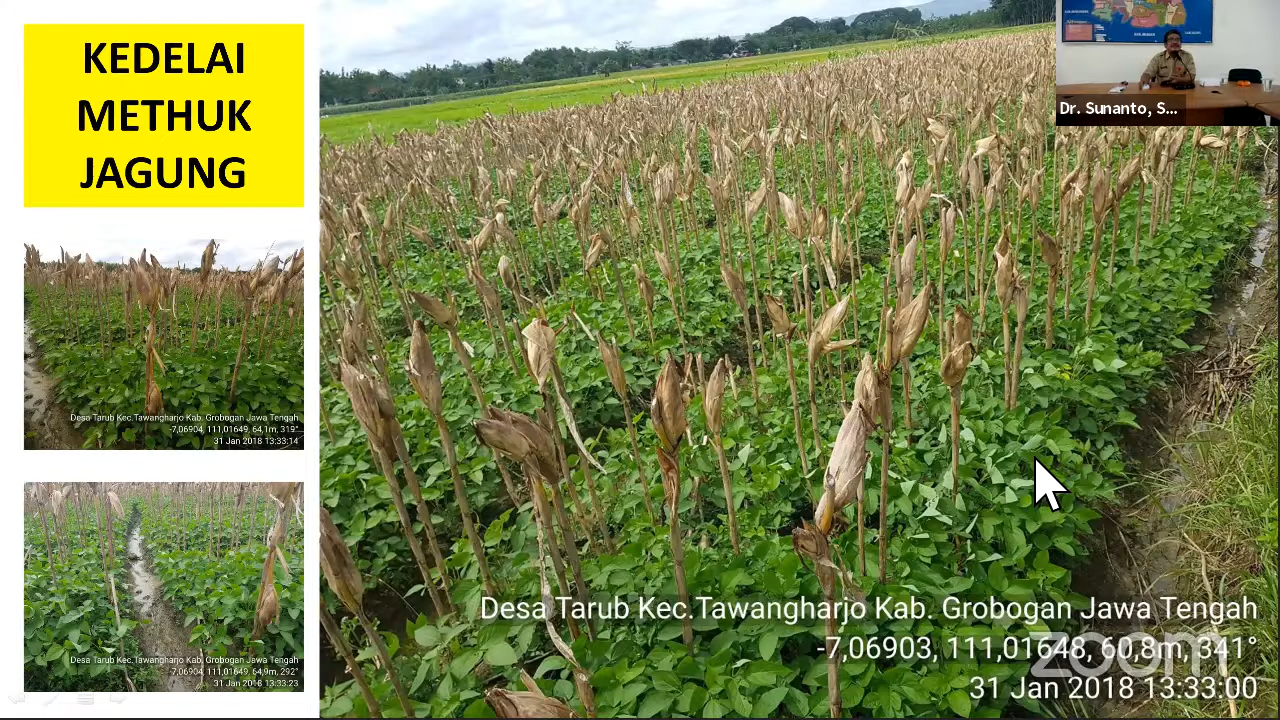 KEDELAI
METHUK
JAGUNG
Dr. Sunanto, S...
Desa Tarub Kec.Tawangharjo Kab. Grobogan Jawa Tengah
-7,06904, 111,01649, 64,1m, 319°
31 Jan 2018 13:33:14
Desa Tarub Kec.Tawangharjo Kab. Grobogan Jawa Tengah
-7,06904, 111,01649, 64,9m, 292°
31 Jan 2018 13:33:23
Desa Tarub Kec.Tawangharjo Kab. Grobogan Jawa Tengah
-7,06903, 111,01648, 60,8m, 341°
31 Jan 2018 13:33:00
zoom